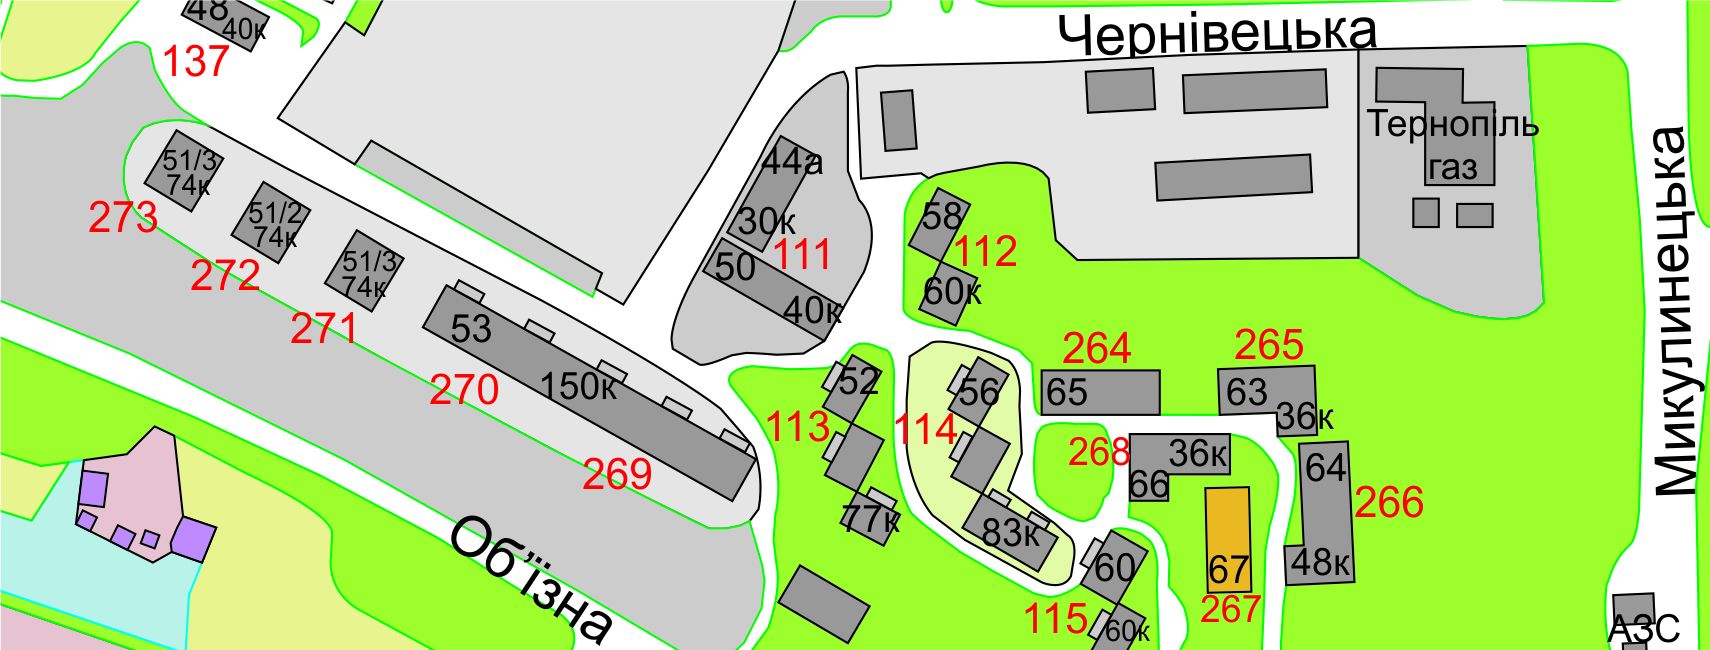 48
40к
137
Чернівецька
51/3
74к
273
51/2
74к
272
51/3
74к
271
53
150к
270
269
44а
30к
111
50
40к
58
112
60к
Тернопіль
газ
Микулинецька
264
65
265
63
36к
52
113
77к
56
114
83к
268
36к
66
64
266
48к
67
267
60
115
60к
Об’їзна
АЗС